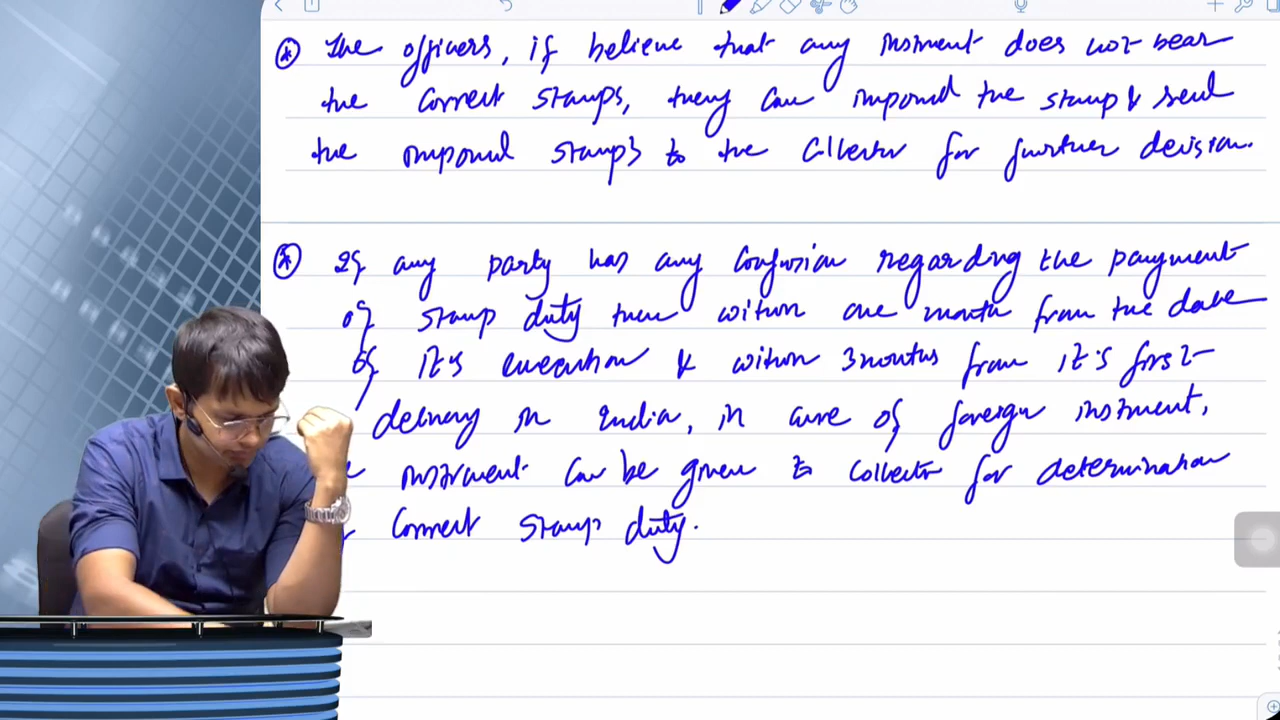 The officers, if believe that any instrument does not bear
the correct stamps, they can impound the stamp & send
the impound stamps to the Collector for further decision.
If any party has any confusion regarding the payment
of stamp duty then within one month from the date
of it's execution & within 3 months from it's first
delivery in India, in case of foreign instrument,
instrument can be given to collector for determination
correct stamp duty.